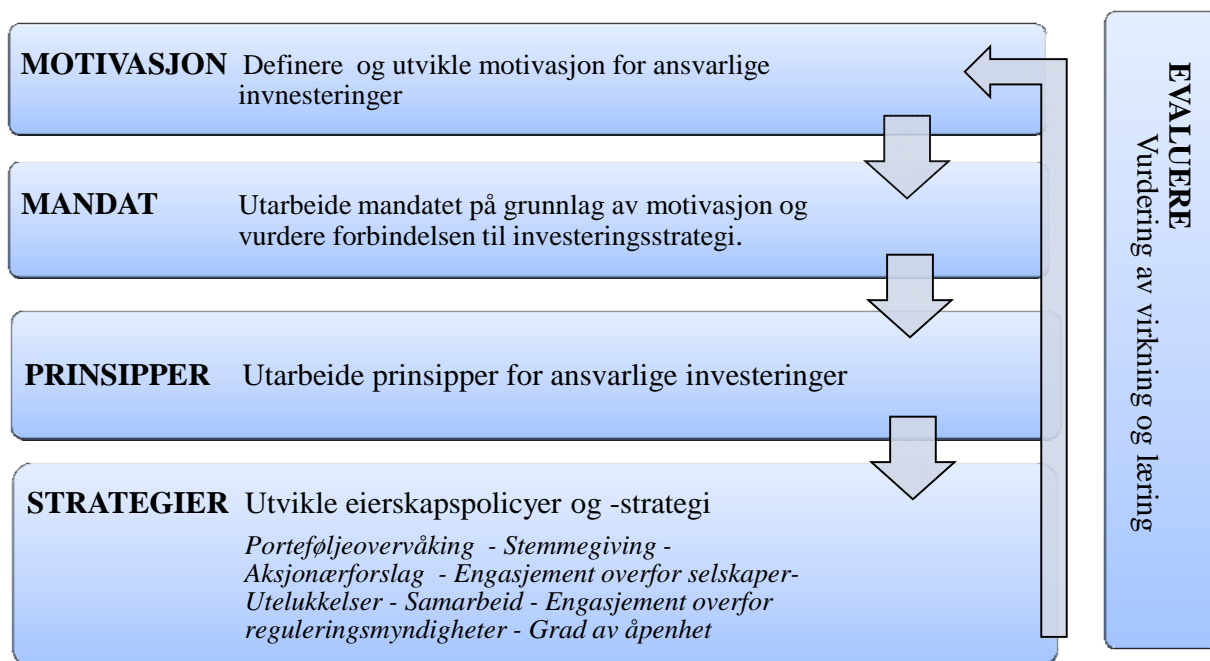 MOTIVASJON Definere og utvikle motivasjon for ansvarlige
invnesteringer
MANDAT Utarbeide mandatet på grunnlag av motivasjon og
vurdere forbindelsen til investeringsstrategi.
PRINSIPPER Utarbeide prinsipper for ansvarlige investeringer
STRATEGIER Utvikle eierskapspolicyer og -strategi
Porteføljeovervåking - Stemmegiving -
Aksjonærforslag - Engasjement overfor selskaper-
Utelukkelser - Samarbeid - Engasjement overfor
reguleringsmyndigheter - Grad av åpenhet
EVALUERE
Vurdering av virkning og læring